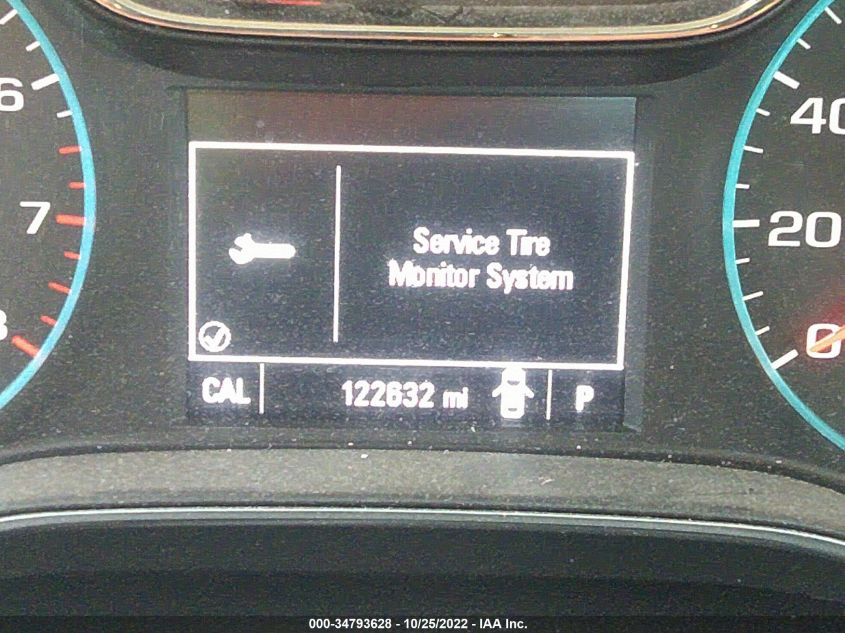 6
7
8
40
20
0
Service Tire
Monitor System
CAL 122632 mi P
000-34793628 - 10/25/2022 - IAA Inc.